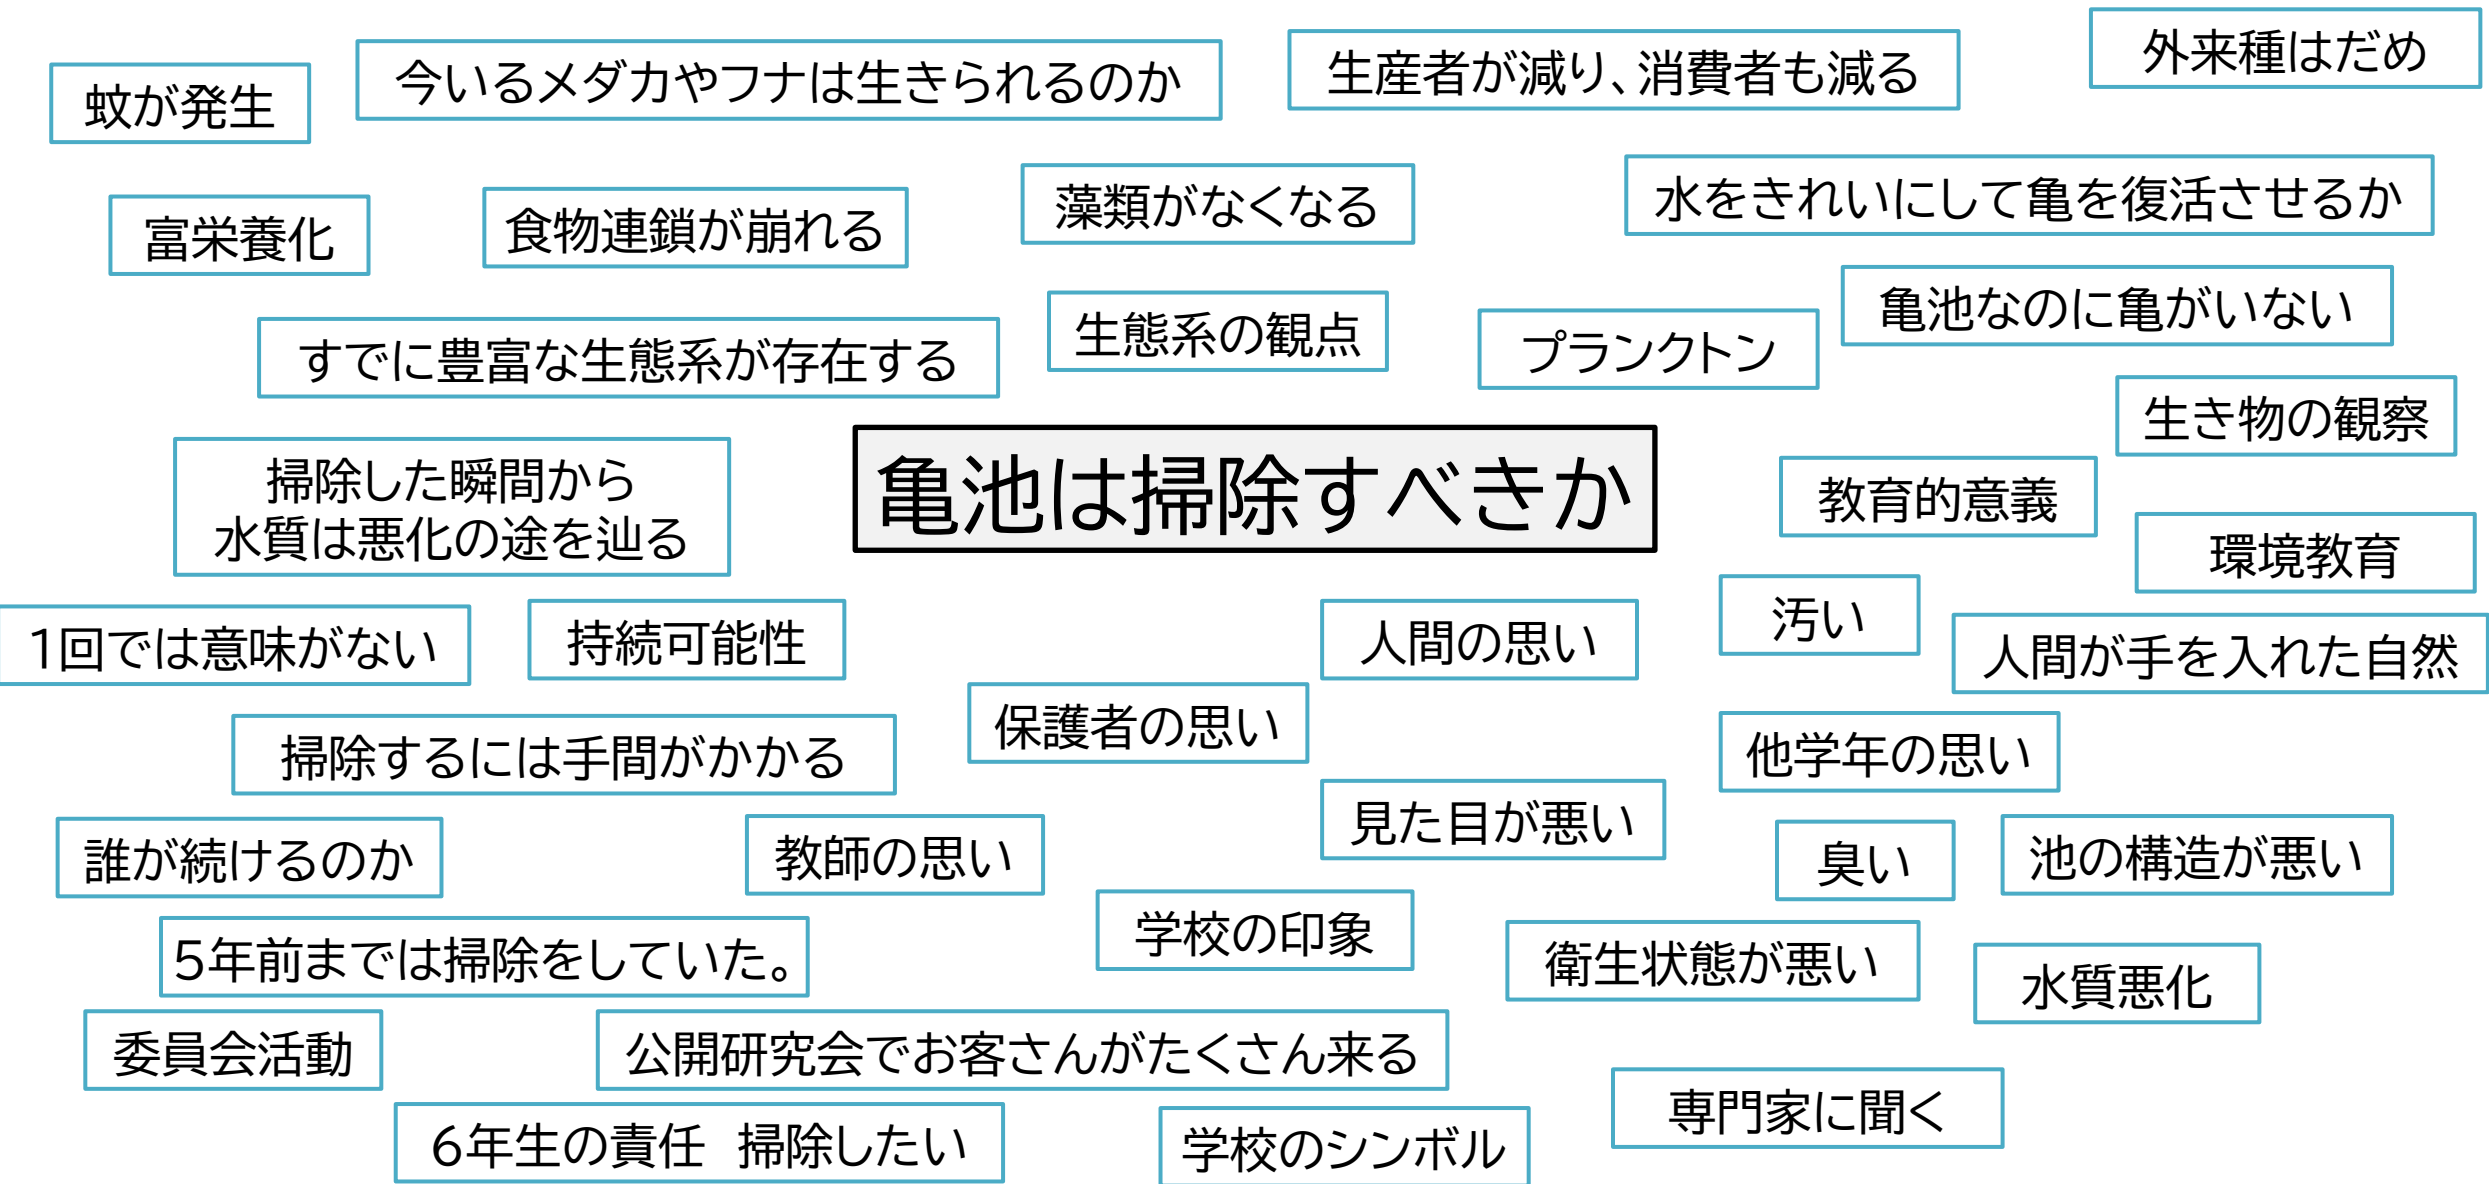 外来種はだめ
今いるメダカやフナは生きられるのか
生産者が減り、消費者も減る
蚊が発生
藻類がなくなる
水をきれいにして亀を復活させるか
富栄養化
食物連鎖が崩れる
亀池なのに亀がいない
生態系の観点
プランクトン
すでに豊富な生態系が存在する
生き物の観察
亀池は掃除すべきか
掃除した瞬間から
水質は悪化の途を辿る
教育的意義
環境教育
汚い
1回では意味がない
持続可能性
人間の思い
人間が手を入れた自然
保護者の思い
掃除するには手間がかかる
他学年の思い
見た目が悪い
誰が続けるのか
教師の思い
臭い
池の構造が悪い
学校の印象
5年前までは掃除をしていた。
衛生状態が悪い
水質悪化
委員会活動
公開研究会でお客さんがたくさん来る
専門家に聞く
6年生の責任　掃除したい
学校のシンボル